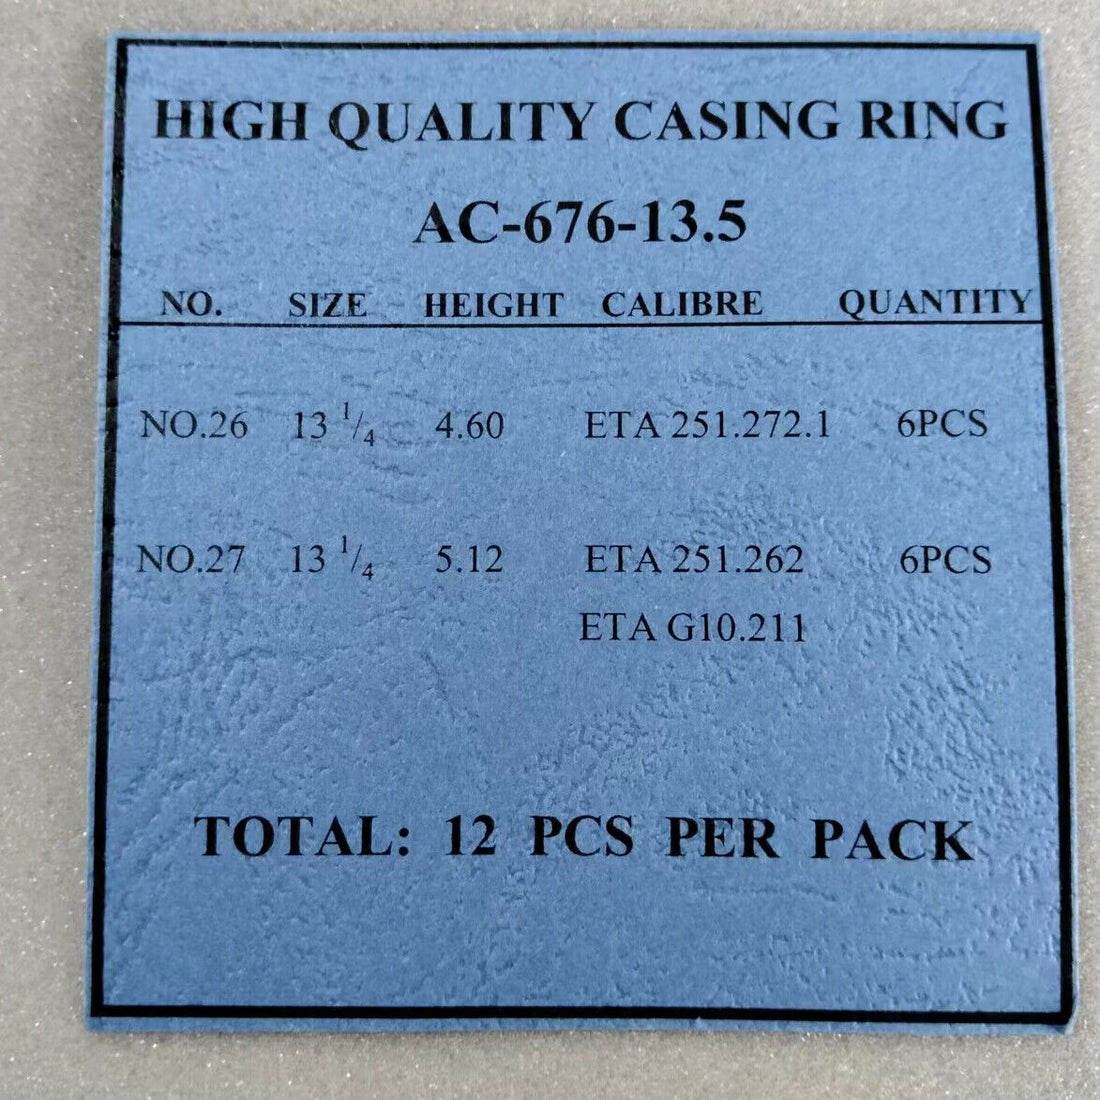 HIGH QUALITY CASING RING
AC-676-13.5
NO. SIZE HEIGHT CALIBRE QUANTITY
NO.26 13 1/4 4.60 ETA 251.272.1 6PCS
NO.27 13 1/4 5.12 ETA 251.262 6PCS
ETA G10.211
TOTAL: 12 PCS PER PACK